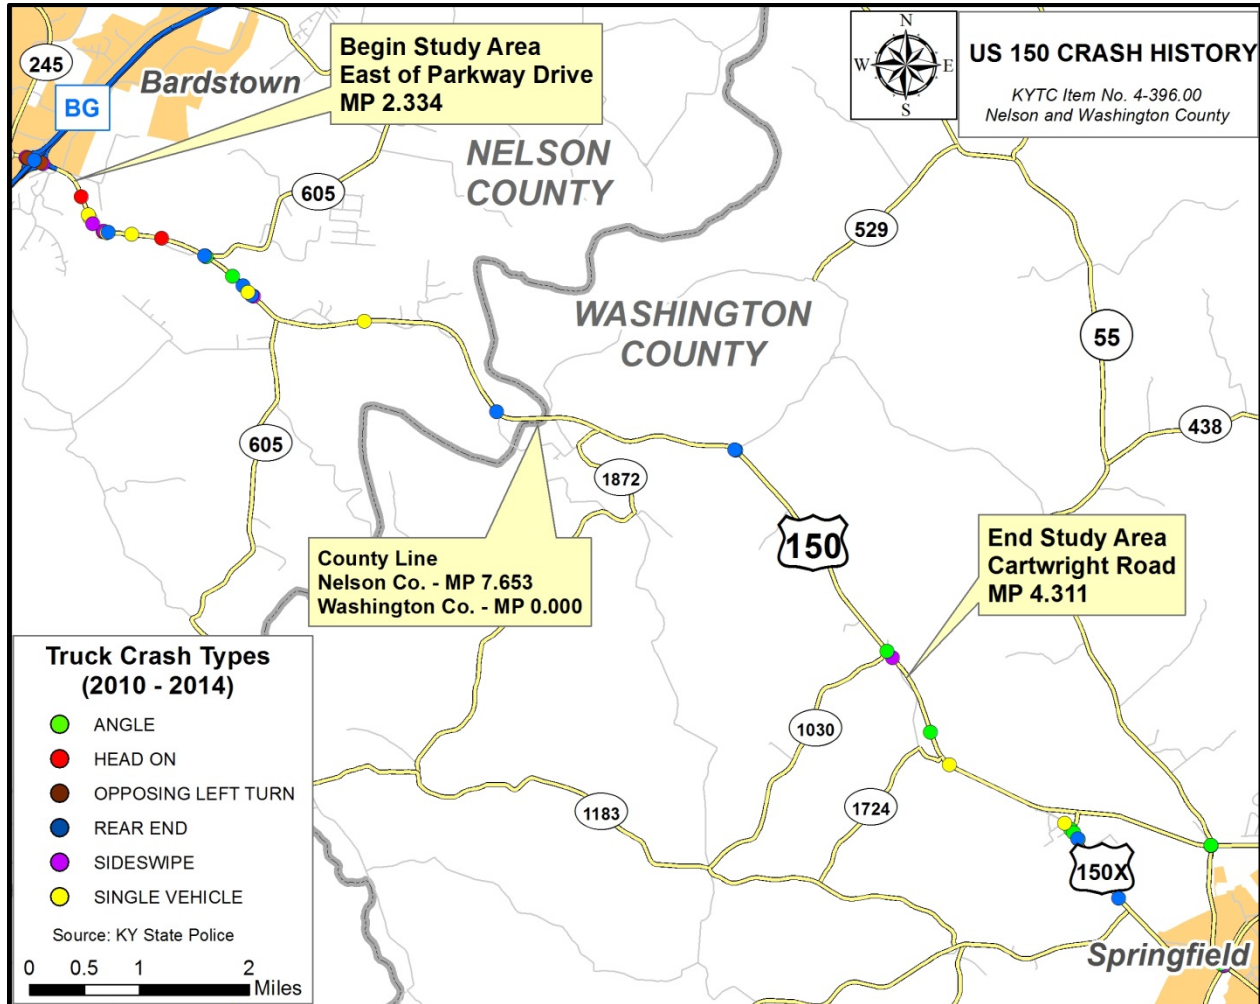 245
Bardstown
BG
Begin Study Area
East of Parkway Drive
MP 2.334
N
W
E
S
US 150 CRASH HISTORY
KYTC Item No. 4-396.00
Nelson and Washington County
NELSON
COUNTY
605
529
WASHINGTON
COUNTY
55
605
438
1872
150
County Line
Nelson Co. - MP 7.653
Washington Co. - MP 0.000
End Study Area
Cartwright Road
MP 4.311
1030
1183
1724
150X
Springfield
Truck Crash Types
(2010 - 2014)
ANGLE
HEAD ON
OPPOSING LEFT TURN
REAR END
SIDESWIPE
SINGLE VEHICLE
Source: KY State Police
0 0.5 1 2
Miles